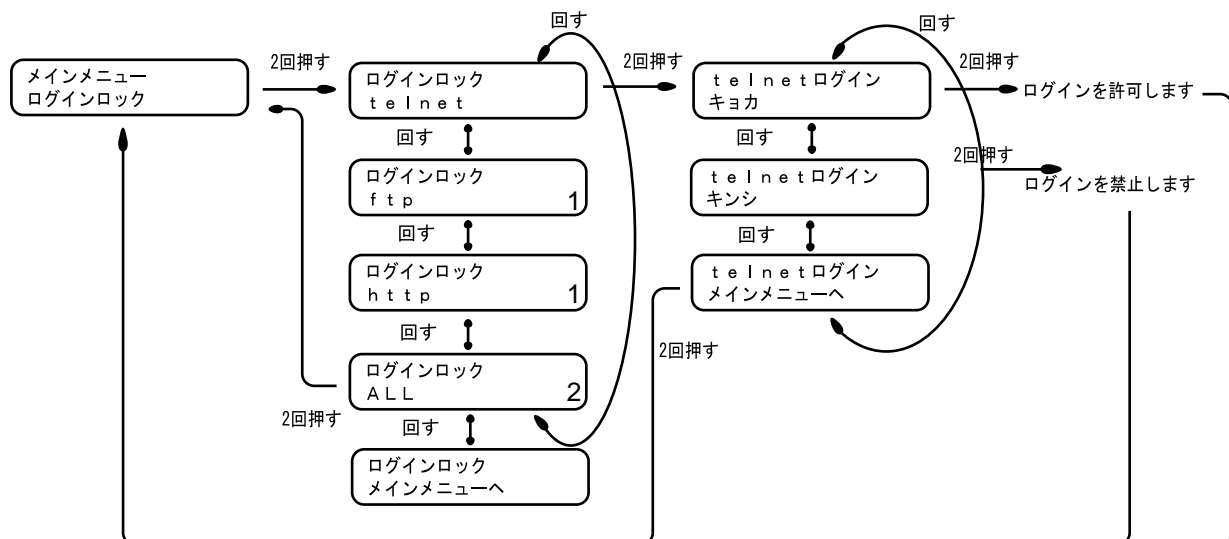 回す
回す
メインメニュー
ログインロック
2回押す
ログインロック
ｔｅｌｎｅｔ
2回押す
ｔｅｌｎｅｔログイン
キョカ
2回押す
ログインを許可します
回す
回す
ログインロック
ｆｔｐ 1
ｔｅｌｎｅｔログイン
キンシ
2回押す
ログインを禁止します
回す
回す
ログインロック
ｈｔｔｐ 1
ｔｅｌｎｅｔログイン
メインメニューへ
回す
2回押す
ログインロック
ＡＬＬ 2
2回押す
回す
ログインロック
メインメニューへ